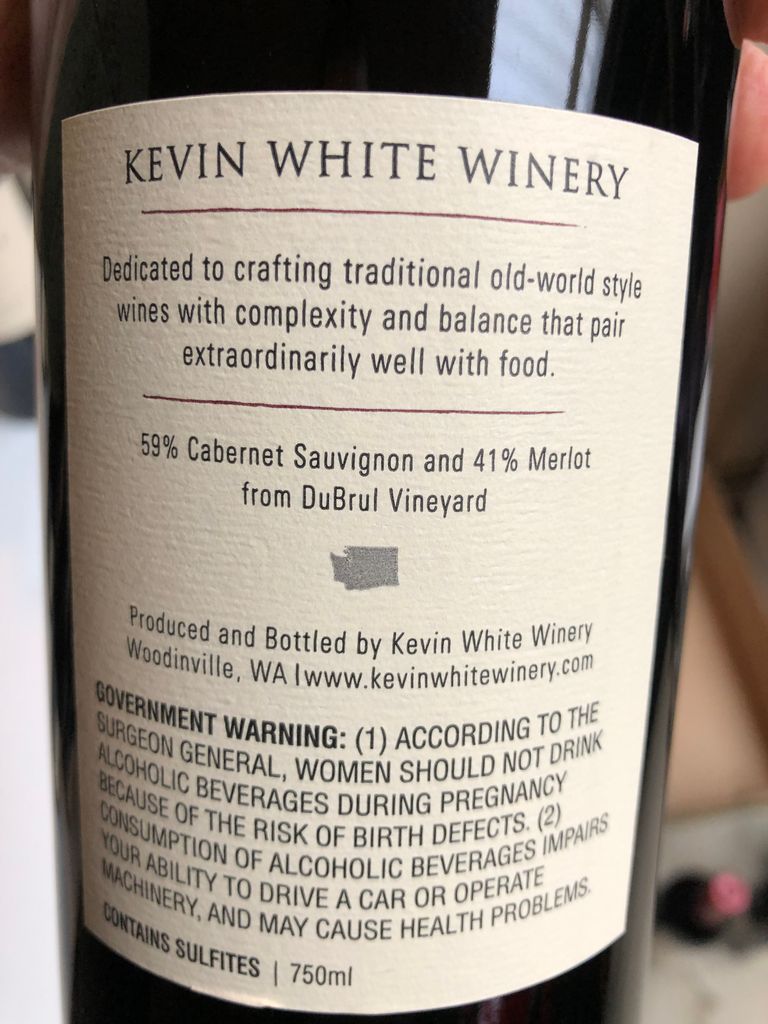 KEVIN WHITE WINERY
Dedicated to crafting traditional old-world style
wines with complexity and balance that pair
extraordinarily well with food.
59% Cabernet Sauvignon and 41% Merlot
from DuBrul Vineyard
Produced and Bottled by Kevin White Winery
Woodinville, WA | www.kevinwhitewinery.com
GOVERNMENT WARNING: (1) ACCORDING TO THE
SURGEON GENERAL, WOMEN SHOULD NOT DRINK
ALCOHOLIC BEVERAGES DURING PREGNANCY
BECAUSE OF THE RISK OF BIRTH DEFECTS. (2)
CONSUMPTION OF ALCOHOLIC BEVERAGES IMPAIRS
YOUR ABILITY TO DRIVE A CAR OR OPERATE
MACHINERY, AND MAY CAUSE HEALTH PROBLEMS.
CONTAINS SULFITES | 750ml